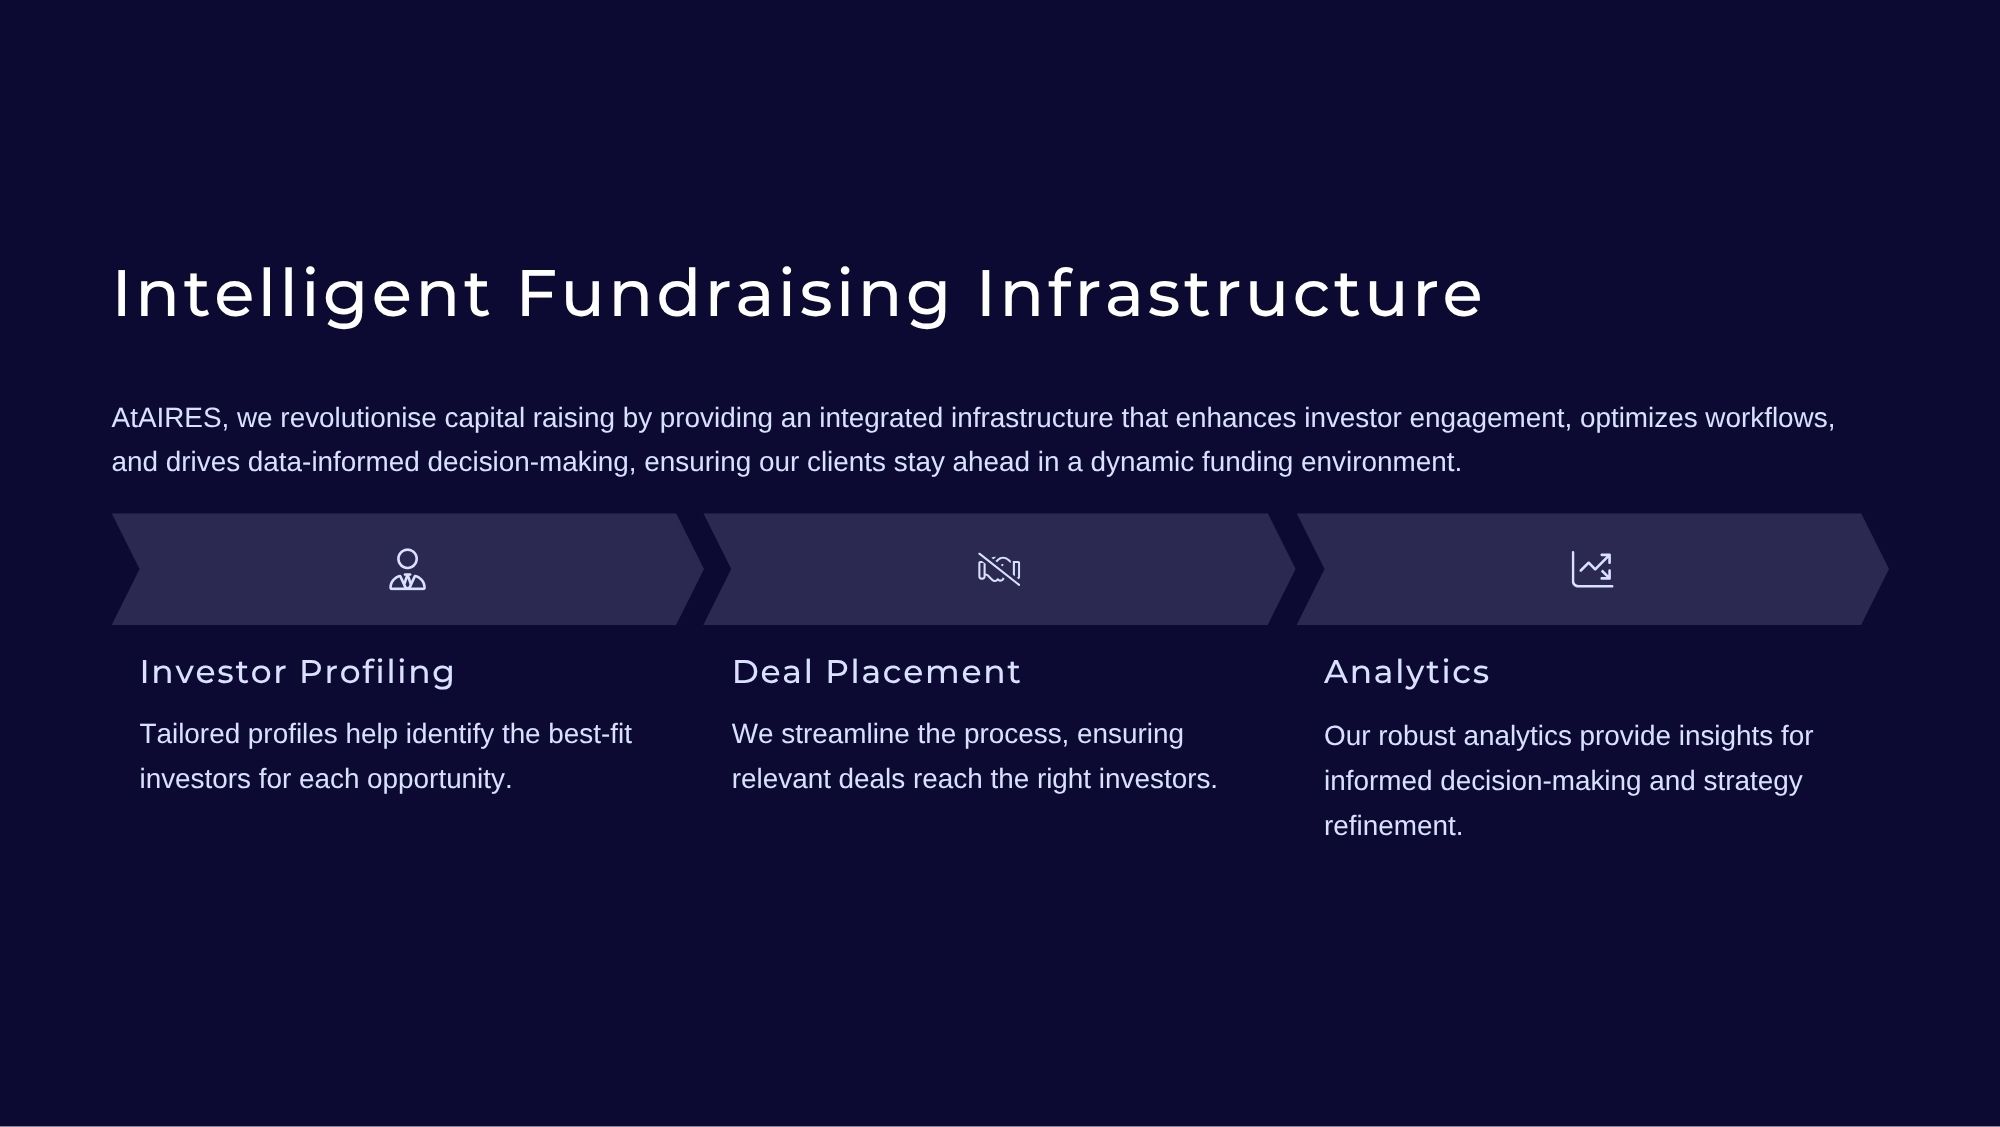 Intelligent Fundraising Infrastructure
AtAIRES, we revolutionise capital raising by providing an integrated infrastructure that enhances investor engagement, optimizes workflows,
and drives data-informed decision-making, ensuring our clients stay ahead in a dynamic funding environment.
Investor Profiling
Tailored profiles help identify the best-fit
investors for each opportunity.
Deal Placement
We streamline the process, ensuring
relevant deals reach the right investors.
Analytics
Our robust analytics provide insights for
informed decision-making and strategy
refinement.